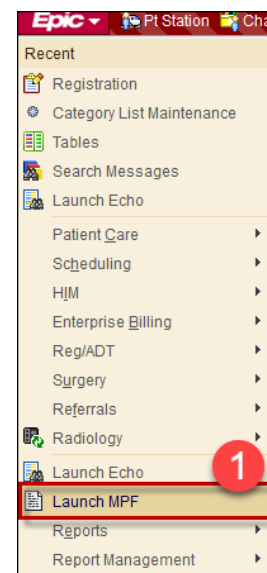 Epic Pt Station Cha
Recent
Registration
Category List Maintenance
Tables
Search Messages
Launch Echo
Patient Care
Scheduling
HIM
Enterprise Billing
Reg/ADT
Surgery
Referrals
Radiology
Launch Echo
1
Launch MPF
Reports
Report Management